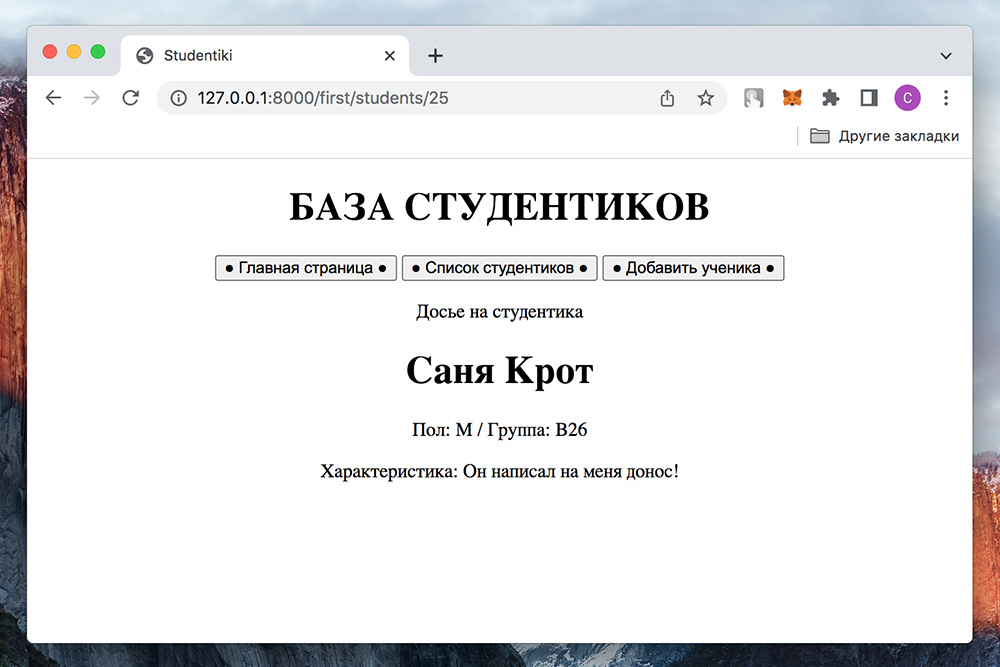 Studentiki
127.0.0.1:8000/first/students/25
C
Другие закладки
БАЗА СТУДЕНТИКОВ
● Главная страница ● ● Список студентиков ● ● Добавить ученика ●
Досье на студентика
Саня Крот
Пол: М / Группа: В26
Характеристика: Он написал на меня донос!